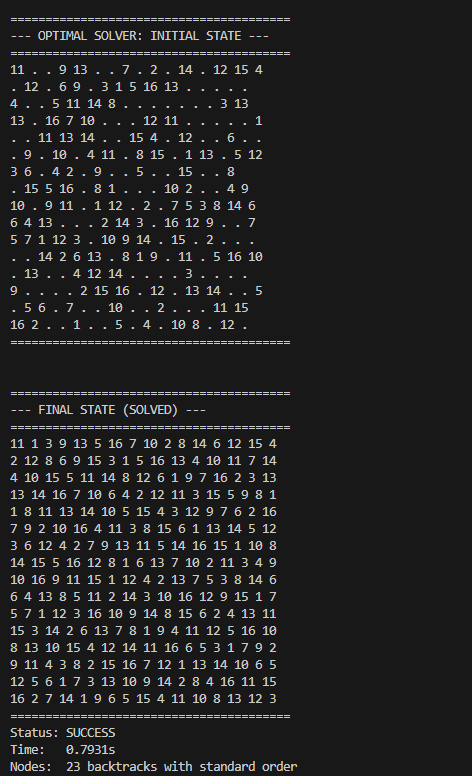 ========================================
--- OPTIMAL SOLVER: INITIAL STATE ---
========================================
11 . . 9 13 . . 7 . 2 . 14 . 12 15 4
. 12 . 6 9 . 3 1 5 16 13 . . . . .
4 . . 5 11 14 8 . . . . . . . 3 13
13 . 16 7 10 . . . 12 11 . . . . . 1
. . 11 13 14 . . 15 4 . 12 . . 6 . .
. 9 . 10 . 4 11 . 8 15 . 1 13 . 5 12
3 6 . 4 2 . 9 . . 5 . . 15 . . 8
. 15 5 16 . 8 1 . . . 10 2 . . 4 9
10 . 9 11 . 1 12 . 2 . 7 5 3 8 14 6
6 4 13 . . . 2 14 3 . 16 12 9 . . 7
5 7 1 12 3 . 10 9 14 . 15 . 2 . . .
. . 14 2 6 13 . 8 1 9 . 11 . 5 16 10
. 13 . . 4 12 14 . . . . 3 . . . .
9 . . . . 2 15 16 . 12 . 13 14 . . 5
. 5 6 . 7 . . 10 . . 2 . . . 11 15
16 2 . . 1 . . 5 . 4 . 10 8 . 12 .
========================================
========================================
--- FINAL STATE (SOLVED) ---
========================================
11 1 3 9 13 5 16 7 10 2 8 14 6 12 15 4
2 12 8 6 9 15 3 1 5 16 13 4 10 11 7 14
4 10 15 5 11 14 8 12 6 1 9 7 16 2 3 13
13 14 16 7 10 6 4 2 12 11 3 15 5 9 8 1
1 8 11 13 14 10 5 15 4 3 12 9 7 6 2 16
7 9 2 10 16 4 11 3 8 15 6 1 13 14 5 12
3 6 12 4 2 7 9 13 11 5 14 16 15 1 10 8
14 15 5 16 12 8 1 6 13 7 10 2 11 3 4 9
10 16 9 11 15 1 12 4 2 13 7 5 3 8 14 6
6 4 13 8 5 11 2 14 3 10 16 12 9 15 1 7
5 7 1 12 3 16 10 9 14 8 15 6 2 4 13 11
15 3 14 2 6 13 7 8 1 9 4 11 12 5 16 10
8 13 10 15 4 12 14 11 16 6 5 3 1 7 9 2
9 11 4 3 8 2 15 16 7 12 1 13 14 10 6 5
12 5 6 1 7 3 13 10 9 14 2 8 4 16 11 15
16 2 7 14 1 9 6 5 15 4 11 10 8 13 12 3
========================================
Status: SUCCESS
Time: 0.7931s
Nodes: 23 backtracks with standard order